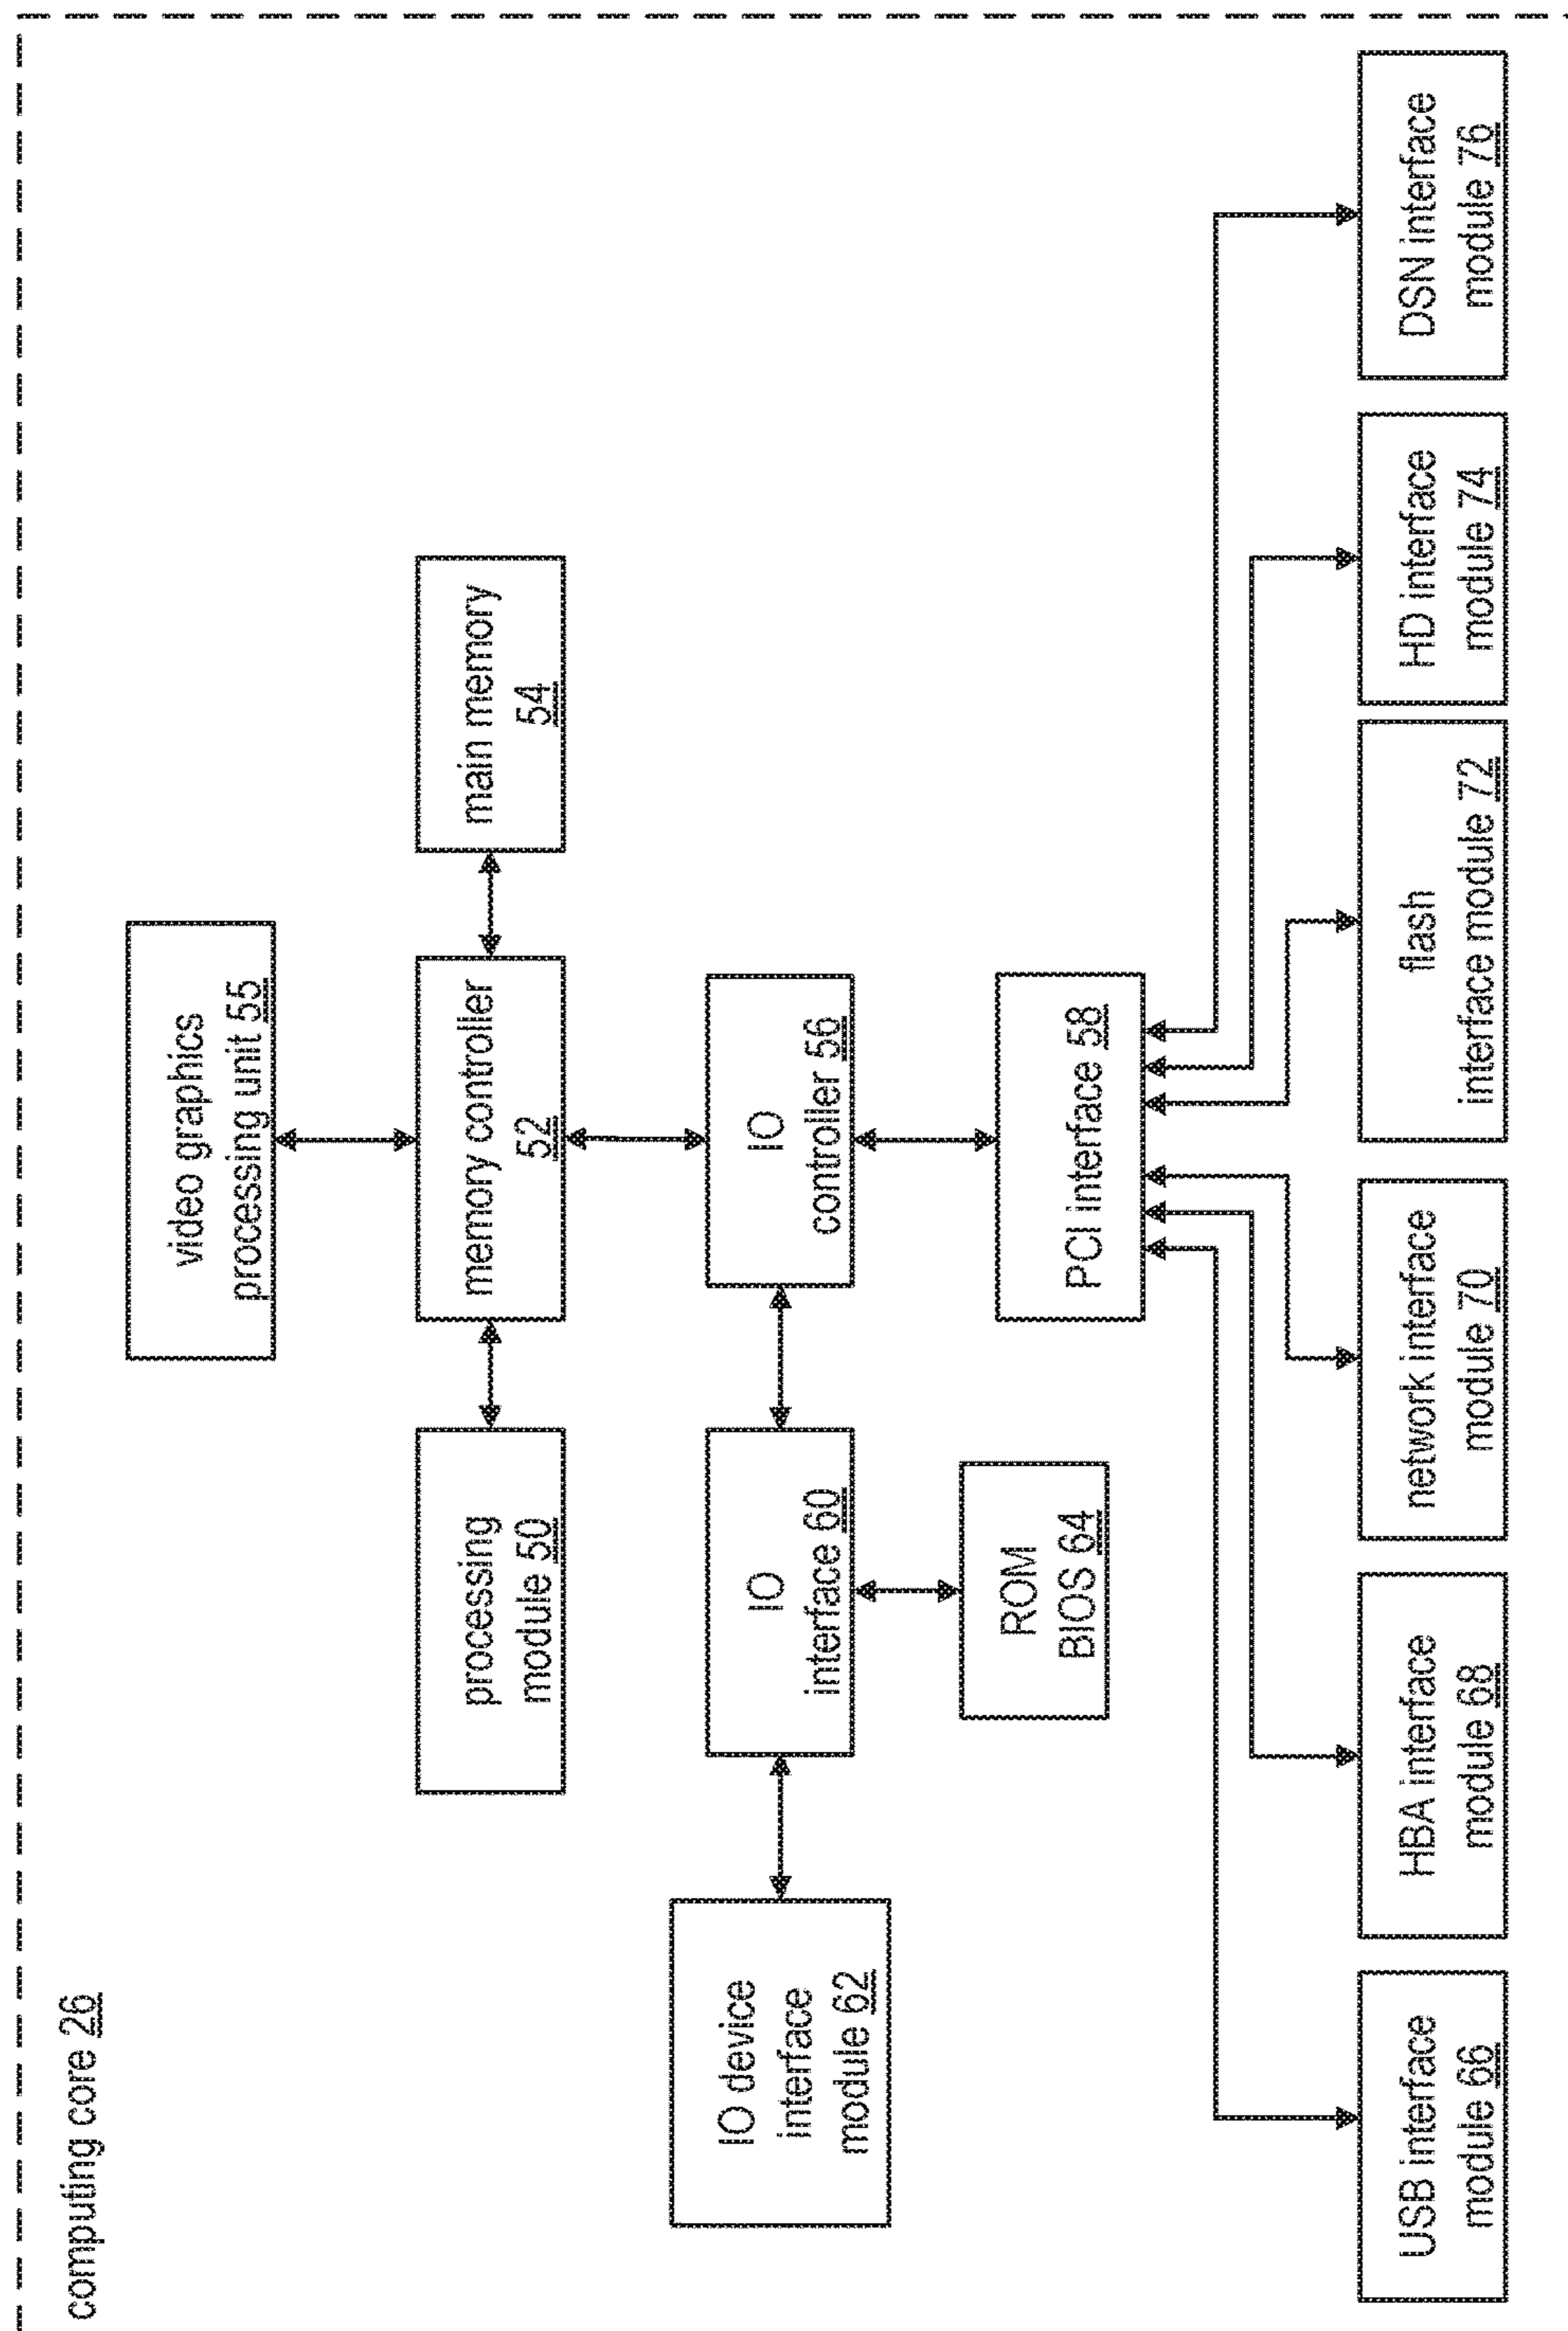 computing core 26
video graphics
processing unit 55
processing
module 50
memory controller
52
main memory
54
IO device
interface
module 62
IO
interface 60
IO
controller 56
ROM
BIOS 64
PCI interface 58
USB interface
module 66
HBA interface
module 68
network interface
module 70
flash
interface module 72
HD interface
module 74
DSN interface
module 76